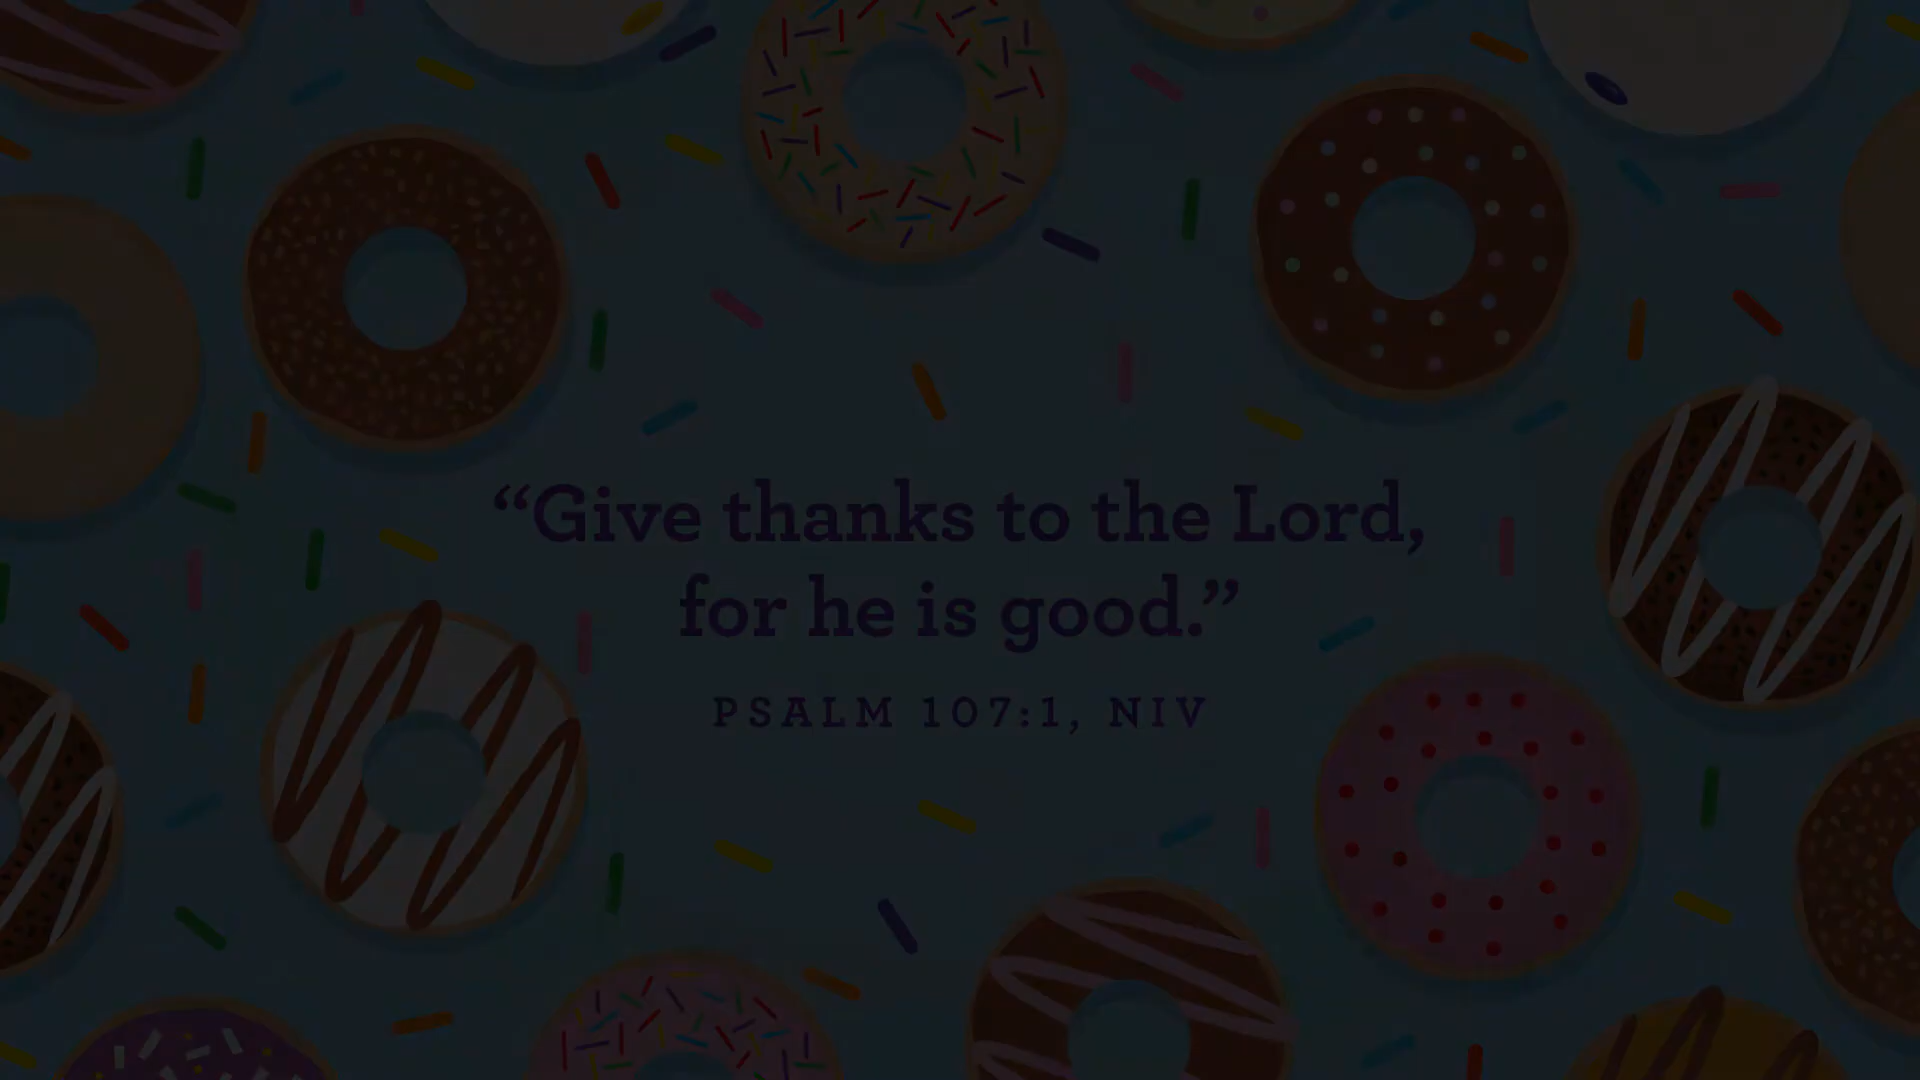 “Give thanks to the Lord,
for he is good.”
PSALM 107:1, NIV